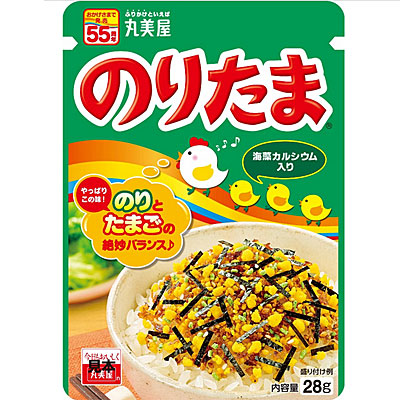 おかげさまで
発売
55周年
ふりかけといえば
丸美屋
のりたま
®
海藻カルシウム
入り
やっぱり
この味!
のりと
たまごの
絶妙バランス♪
見本
丸美屋
盛り付け例
内容量 28g